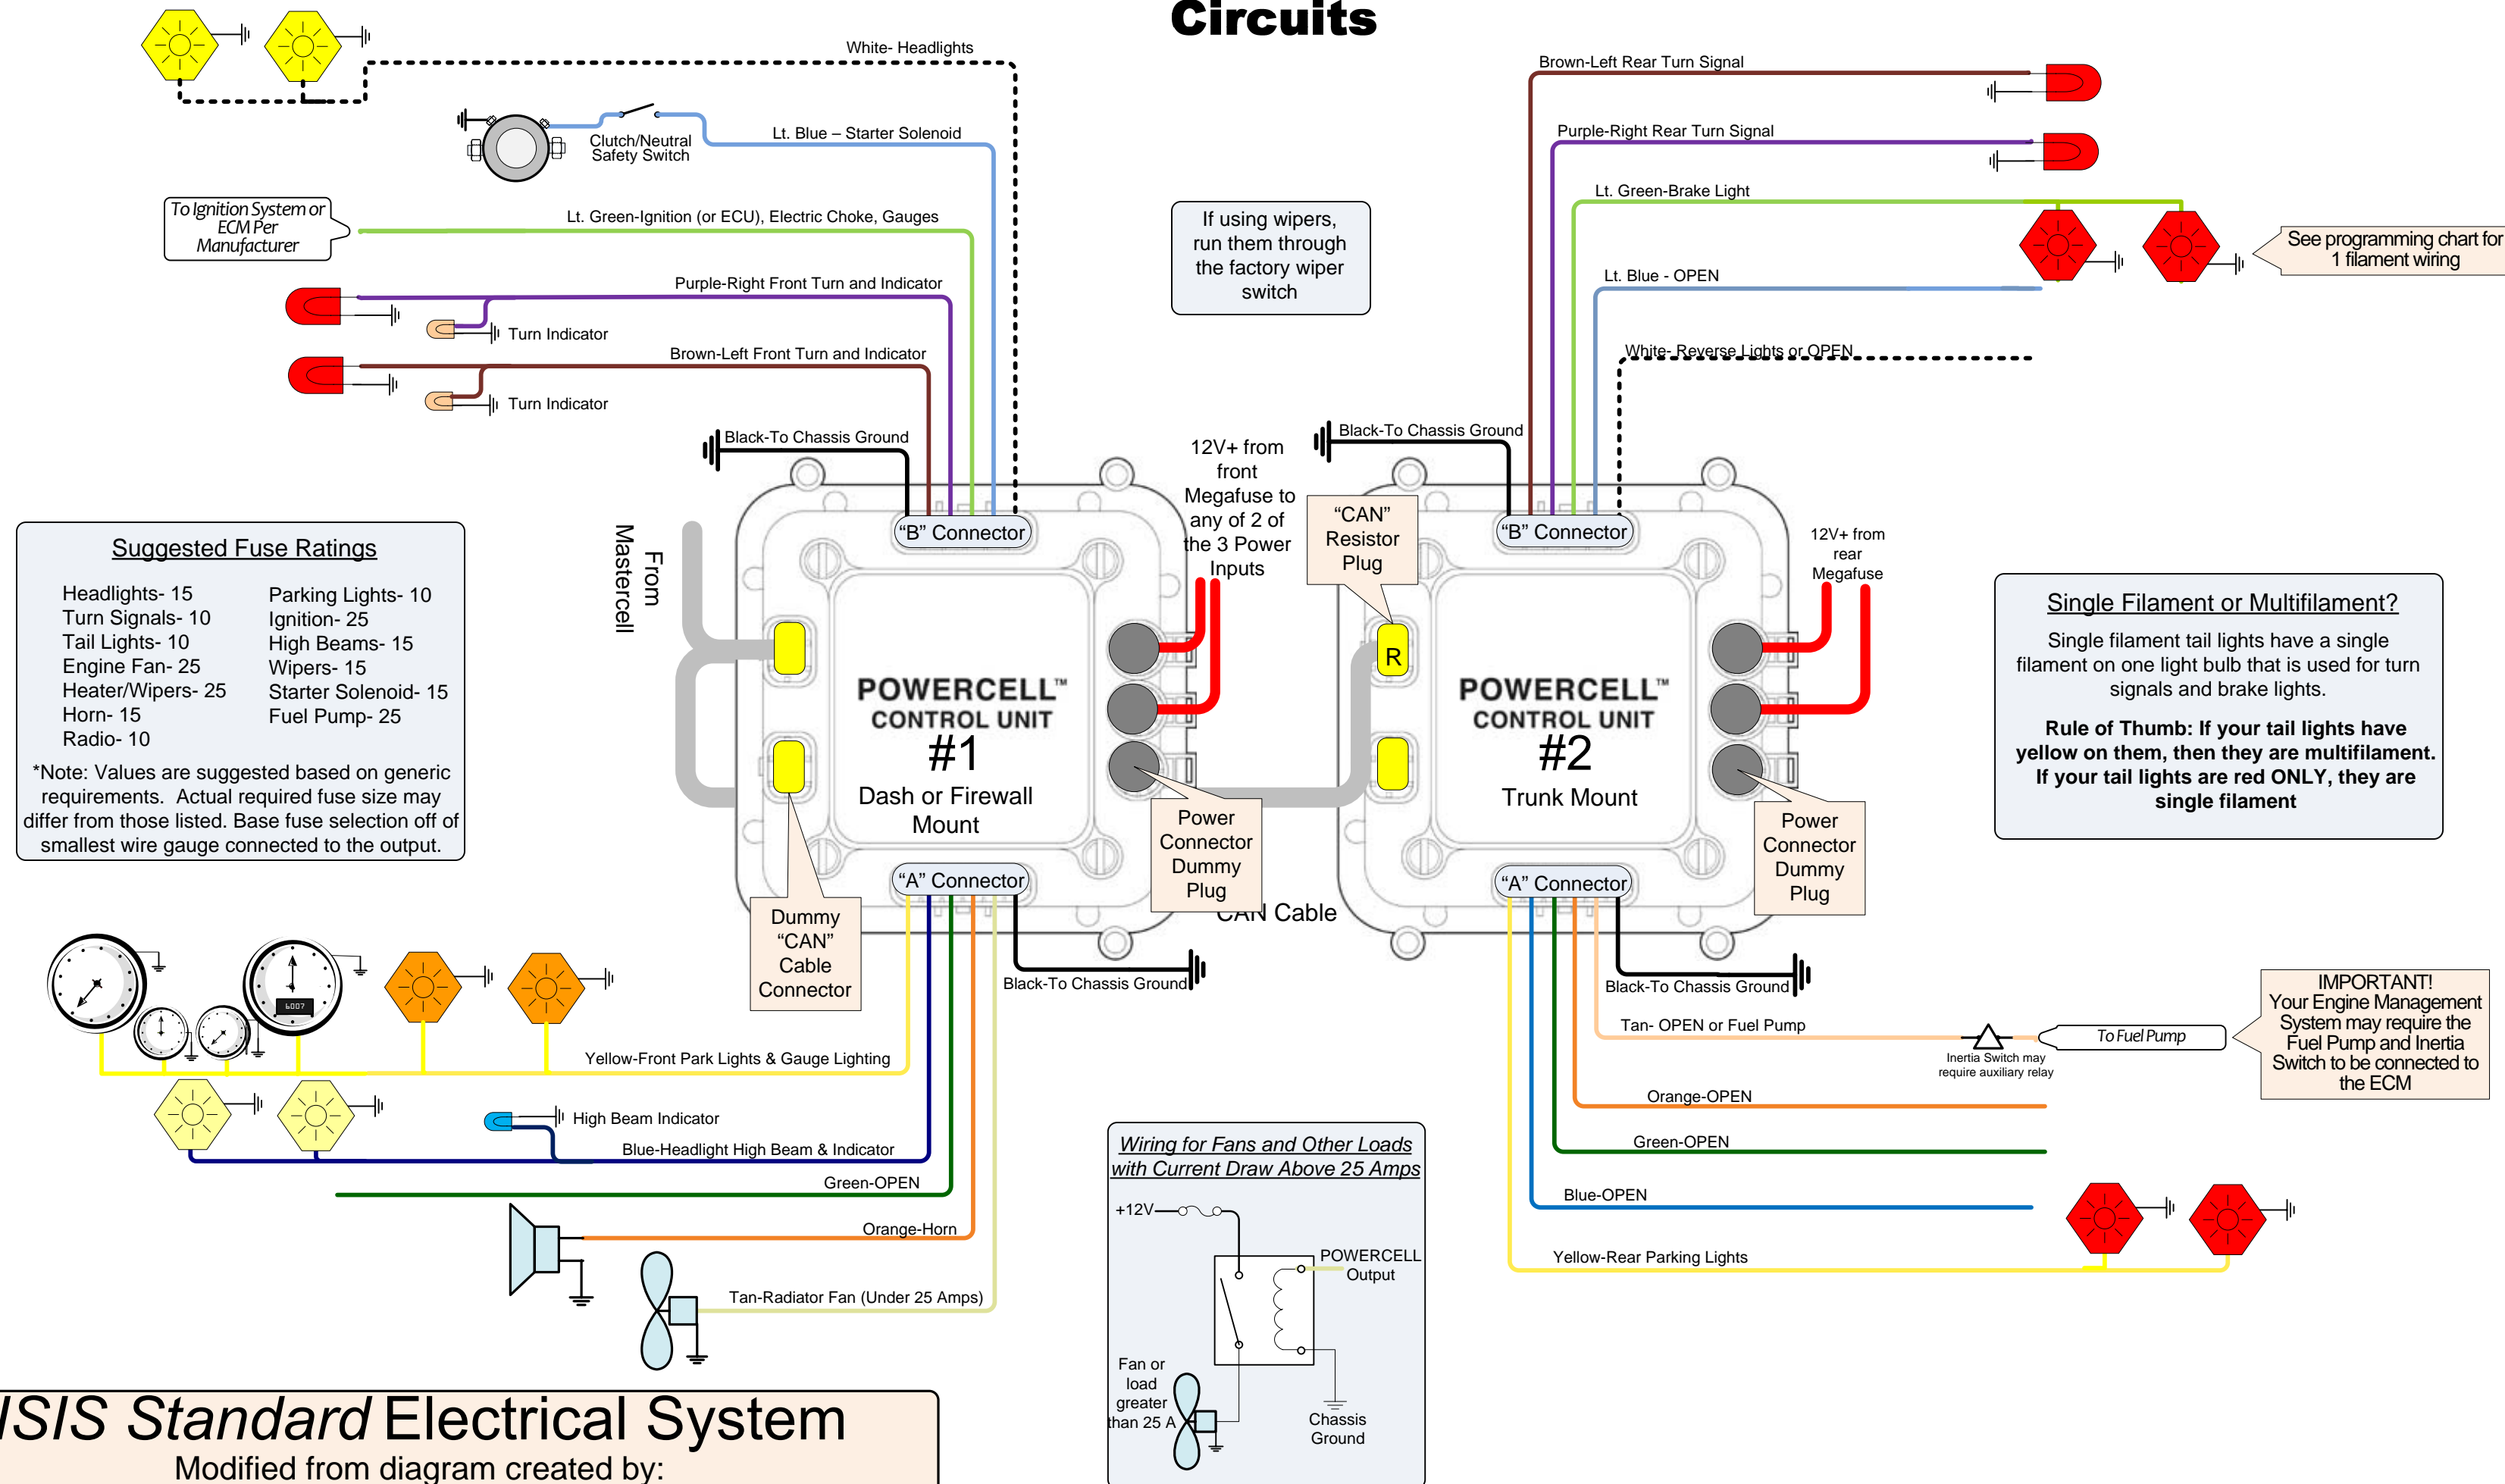 Circuits
White- Headlights
Clutch/Neutral
Safety Switch
Lt. Blue – Starter Solenoid
To Ignition System or
ECM Per
Manufacturer
Lt. Green-Ignition (or ECU), Electric Choke, Gauges
Purple-Right Front Turn and Indicator
Turn Indicator
Brown-Left Front Turn and Indicator
Turn Indicator
Black-To Chassis Ground
If using wipers,
run them through
the factory wiper
switch
Brown-Left Rear Turn Signal
Purple-Right Rear Turn Signal
Lt. Green-Brake Light
See programming chart for
1 filament wiring
Lt. Blue - OPEN
White- Reverse Lights or OPEN
Black-To Chassis Ground
12V+ from
front
Megafuse to
any of 2 of
the 3 Power
Inputs
"CAN"
Resistor
Plug
12V+ from
rear
Megafuse
From
Mastercell
Suggested Fuse Ratings
Headlights- 15
Turn Signals- 10
Tail Lights- 10
Engine Fan- 25
Heater/Wipers- 25
Horn- 15
Radio- 10
Parking Lights- 10
Ignition- 25
High Beams- 15
Wipers- 15
Starter Solenoid- 15
Fuel Pump- 25
*Note: Values are suggested based on generic
requirements.  Actual required fuse size may
differ from those listed. Base fuse selection off of
smallest wire gauge connected to the output.
"B" Connector
POWERCELL™
CONTROL UNIT
#1
Dash or Firewall
Mount
"A" Connector
Dummy
"CAN"
Cable
Connector
Power
Connector
Dummy
Plug
CAN Cable
Black-To Chassis Ground
"B" Connector
R
POWERCELL™
CONTROL UNIT
#2
Trunk Mount
"A" Connector
Power
Connector
Dummy
Plug
Black-To Chassis Ground
Single Filament or Multifilament?
Single filament tail lights have a single
filament on one light bulb that is used for turn
signals and brake lights.
Rule of Thumb: If your tail lights have
yellow on them, then they are multifilament.
If your tail lights are red ONLY, they are
single filament
6007
Yellow-Front Park Lights & Gauge Lighting
High Beam Indicator
Blue-Headlight High Beam & Indicator
Green-OPEN
Orange-Horn
Tan-Radiator Fan (Under 25 Amps)
Tan- OPEN or Fuel Pump
Inertia Switch may
require auxiliary relay
To Fuel Pump
IMPORTANT!
Your Engine Management
System may require the
Fuel Pump and Inertia
Switch to be connected to
the ECM
Orange-OPEN
Green-OPEN
Blue-OPEN
Yellow-Rear Parking Lights
Wiring for Fans and Other Loads
with Current Draw Above 25 Amps
+12V
POWERCELL
Output
Fan or
load
greater
than 25 A
Chassis
Ground
ISIS Standard Electrical System
Modified from diagram created by: